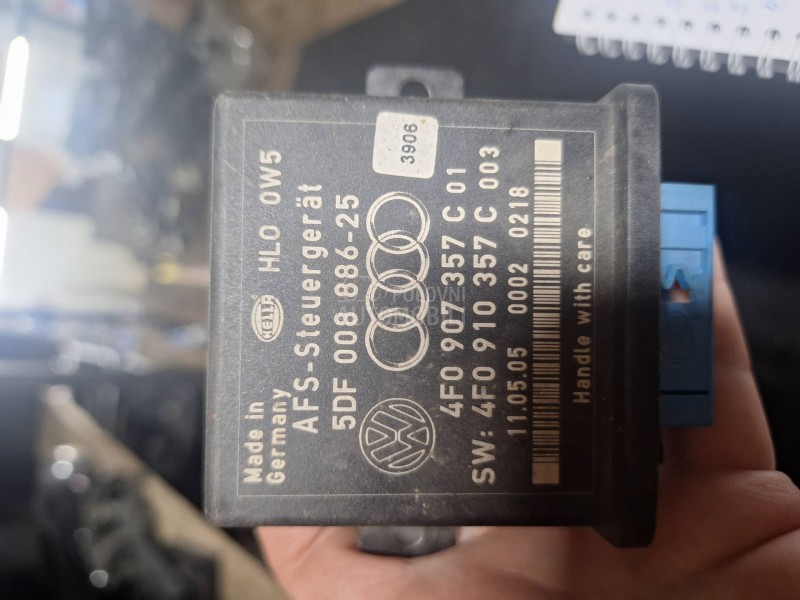 Made in
Germany
HELLA
HLO 0W5
AFS-Steuergerät
5DF 008 886-25
3906
4F0 907 357 C 01
SW: 4F0 910 357 C 003
11.05.05 0002 0218
Handle with care
POLOVNI